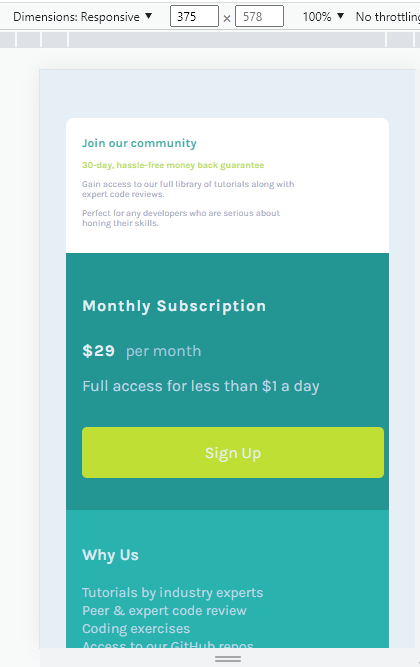 Dimensions: Responsive ▼ 375 × 578 100% ▼ No throttling
Join our community
30-day, hassle-free money back guarantee
Gain access to our full library of tutorials along with
expert code reviews.
Perfect for any developers who are serious about
honing their skills.
Monthly Subscription
$29 per month
Full access for less than $1 a day
Sign Up
Why Us
Tutorials by industry experts
Peer & expert code review
Coding exercises
Access to our GitHub repos